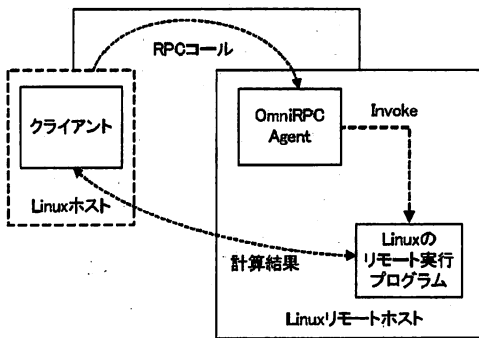 RPCコール
クライアント
OmniRPC
Agent
Invoke
Linuxホスト
計算結果
Linuxの
リモート実行
プログラム
Linuxリモートホスト